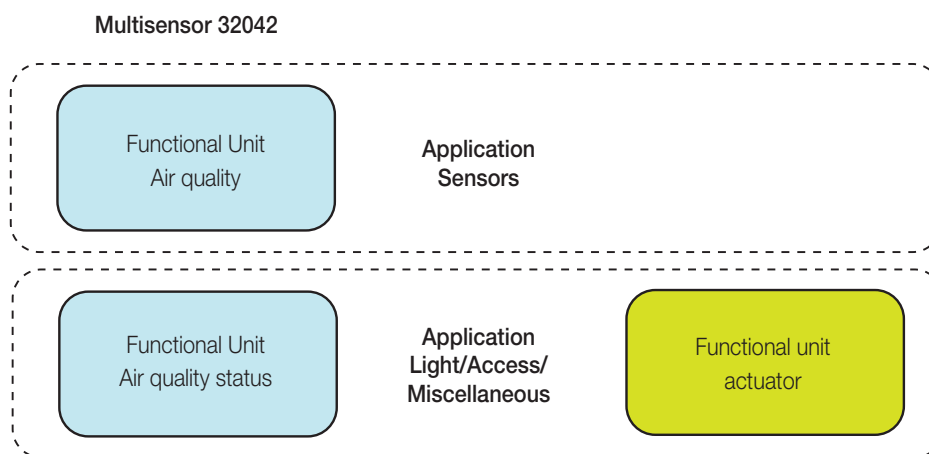 Multisensor 32042
Functional Unit
Air quality
Application
Sensors
Functional Unit
Air quality status
Application
Light/Access/
Miscellaneous
Functional unit
actuator